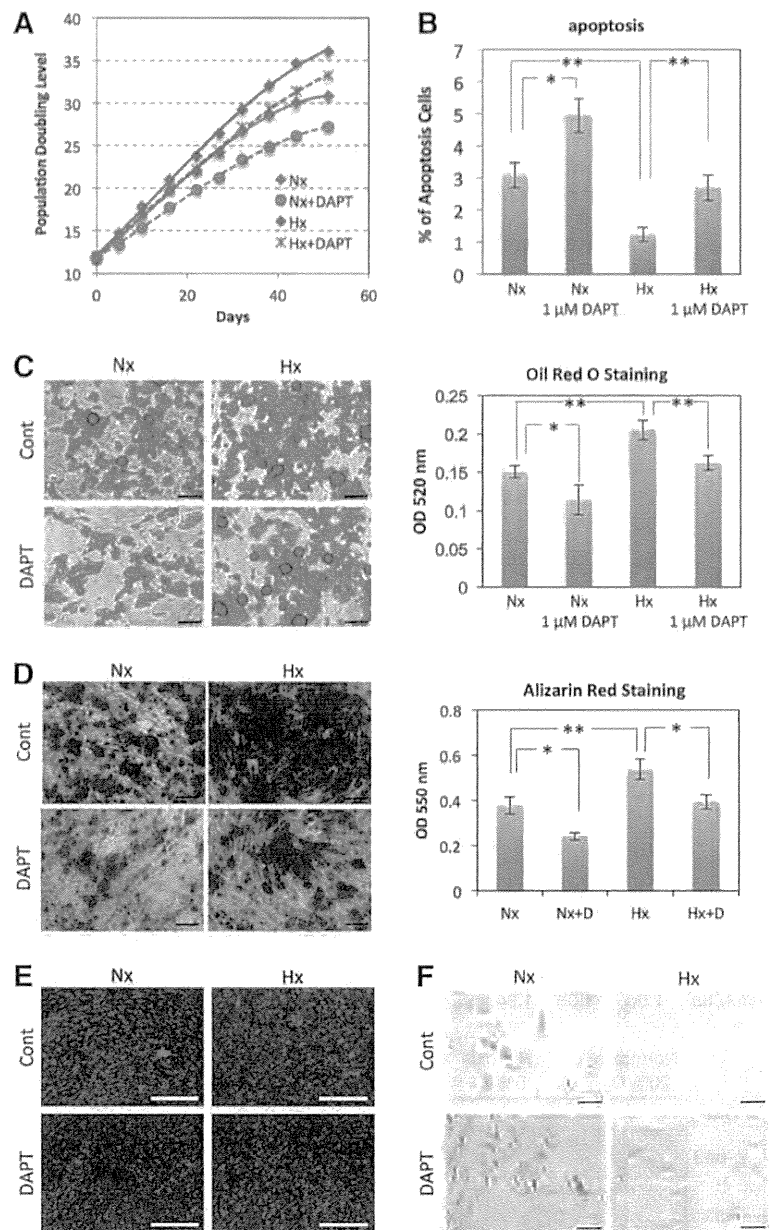 A
40
35
30
25
20
15
10
Population Doubling Level
0 20 40 60
Days
Nx
Nx+DAPT
Hx
Hx+DAPT
B
apoptosis
7
6
5
4
3
2
1
0
% of Apoptosis Cells
** ** *
Nx Nx Hx Hx
1 µM DAPT 1 µM DAPT
C
Nx Hx
Cont
DAPT
Oil Red O Staining
0.25
0.2
0.15
0.1
0.05
0
OD 520 nm
** ** *
Nx Nx Hx Hx
1 µM DAPT 1 µM DAPT
D
Nx Hx
Cont
DAPT
Alizarin Red Staining
0.8
0.6
0.4
0.2
0
OD 550 nm
** * *
Nx Nx+D Hx Hx+D
E
Nx Hx
Cont
DAPT
F
Nx Hx
Cont
DAPT